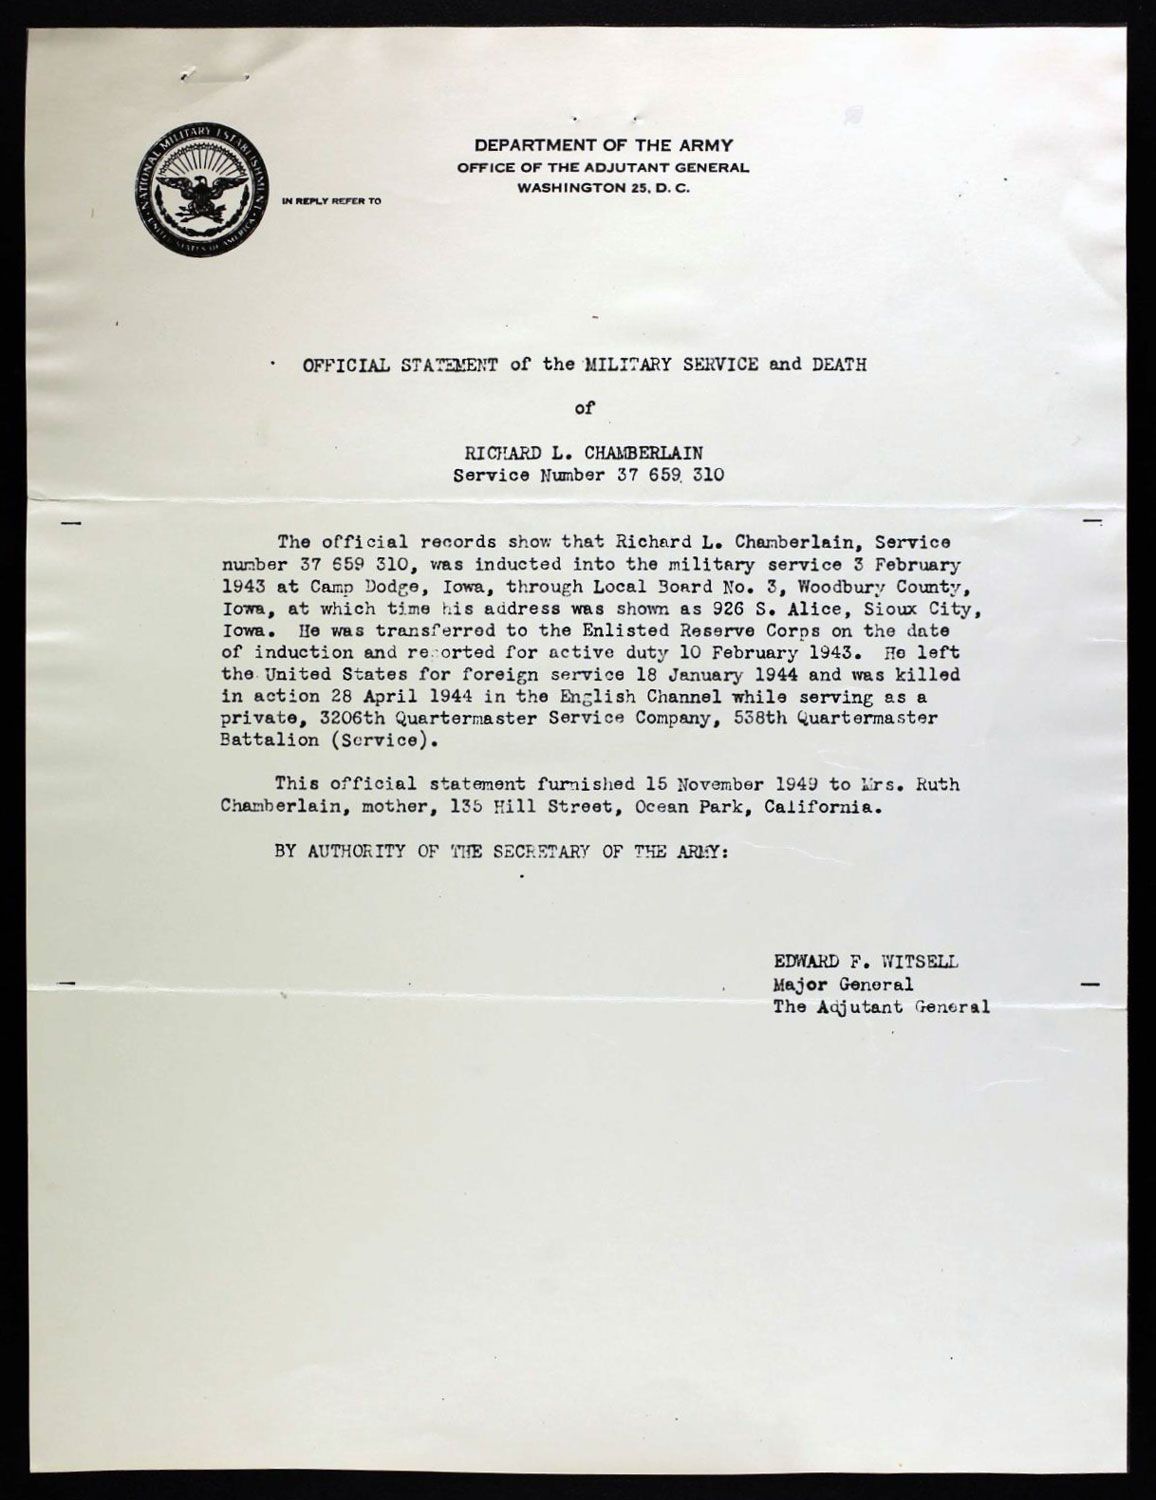 NATIONAL MILITARY ESTABLISHMENT
UNITED STATES OF AMERICA
DEPARTMENT OF THE ARMY
OFFICE OF THE ADJUTANT GENERAL
WASHINGTON 25, D. C.
IN REPLY REFER TO
OFFICIAL STATEMENT of the MILITARY SERVICE and DEATH
of
RICHARD L. CHAMBERLAIN
Service Number 37 659 310
The official records show that Richard L. Chamberlain, Service
number 37 659 310, was inducted into the military service 3 February
1943 at Camp Dodge, Iowa, through Local Board No. 3, Woodbury County,
Iowa, at which time his address was shown as 926 S. Alice, Sioux City,
Iowa. He was transferred to the Enlisted Reserve Corps on the date
of induction and reported for active duty 10 February 1943. He left
the United States for foreign service 18 January 1944 and was killed
in action 28 April 1944 in the English Channel while serving as a
private, 3206th Quartermaster Service Company, 538th Quartermaster
Battalion (Service).
This official statement furnished 15 November 1949 to Mrs. Ruth
Chamberlain, mother, 135 Hill Street, Ocean Park, California.
BY AUTHORITY OF THE SECRETARY OF THE ARMY:
EDWARD F. WITSELL
Major General
The Adjutant General